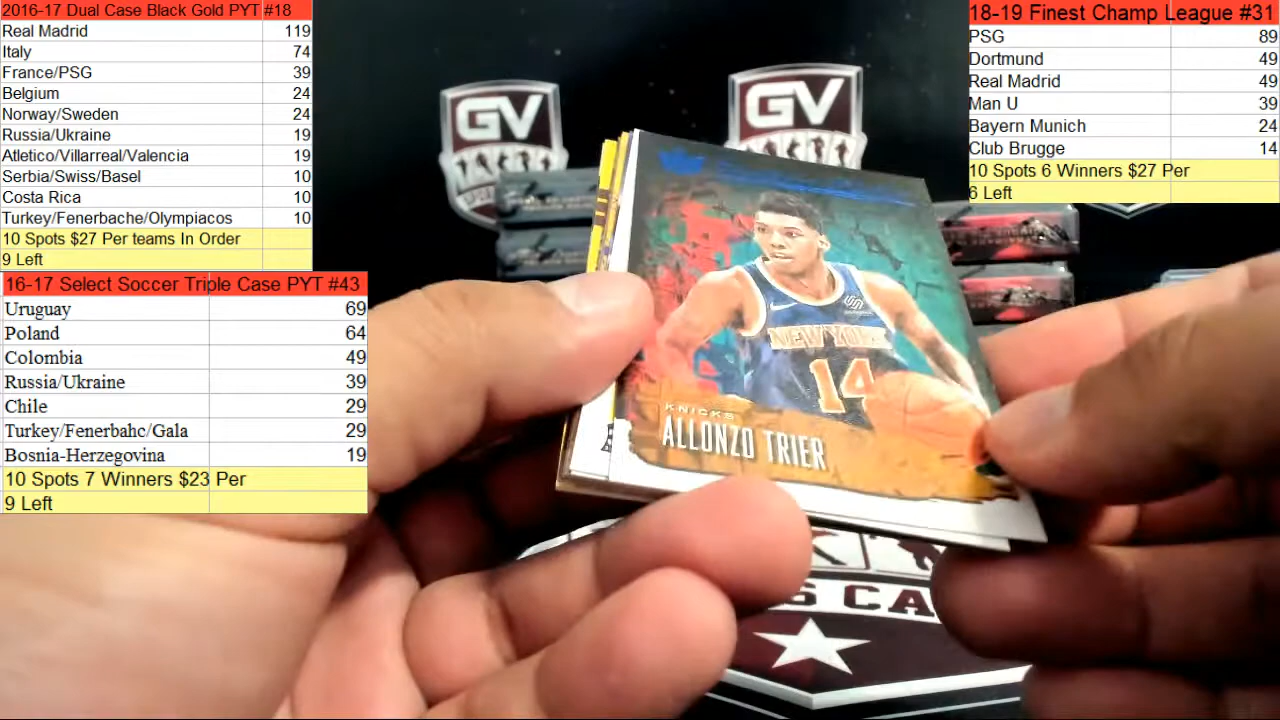 2016-17 Dual Case Black Gold PYT #18
Real Madrid 119
Italy 74
France/PSG 39
Belgium 24
Norway/Sweden 24
Russia/Ukraine 19
Atletico/Villarreal/Valencia 19
Serbia/Swiss/Basel 10
Costa Rica 10
Turkey/Fenerbache/Olympiacos 10
10 Spots $27 Per teams In Order
9 Left
16-17 Select Soccer Triple Case PYT #43
Uruguay 69
Poland 64
Colombia 49
Russia/Ukraine 39
Chile 29
Turkey/Fenerbahc/Gala 29
Bosnia-Herzegovina 19
10 Spots 7 Winners $23 Per
9 Left
18-19 Finest Champ League #31
PSG 89
Dortmund 49
Real Madrid 49
Man U 39
Bayern Munich 24
Club Brugge 14
10 Spots 6 Winners $27 Per
6 Left
GV
GV
NEW YORK
14
KNICKS
ALLONZO TRIER
S CA